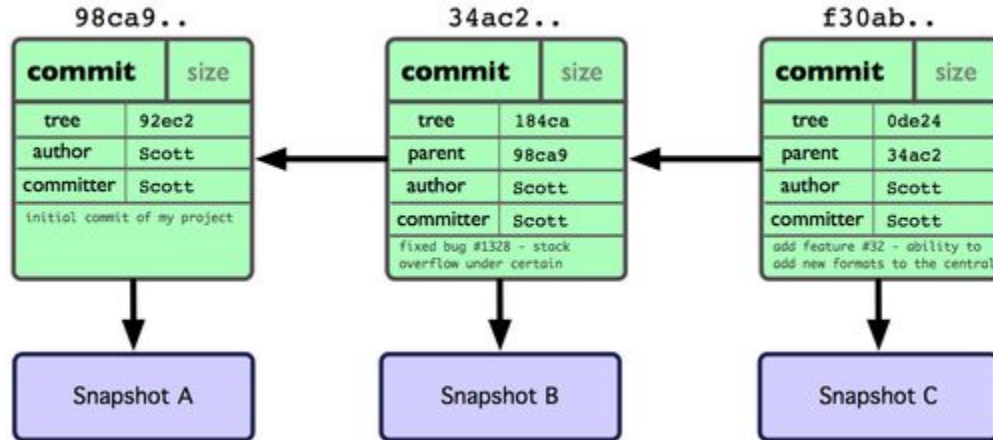 98ca9..
commit size
tree 92ec2
author Scott
committer Scott
initial commit of my project
Snapshot A
34ac2..
commit size
tree 184ca
parent 98ca9
author Scott
committer Scott
fixed bug #1328 - stack
overflow under certain
Snapshot B
f30ab..
commit size
tree 0de24
parent 34ac2
author Scott
committer Scott
add feature #32 - ability to
add new formats to the central
Snapshot C